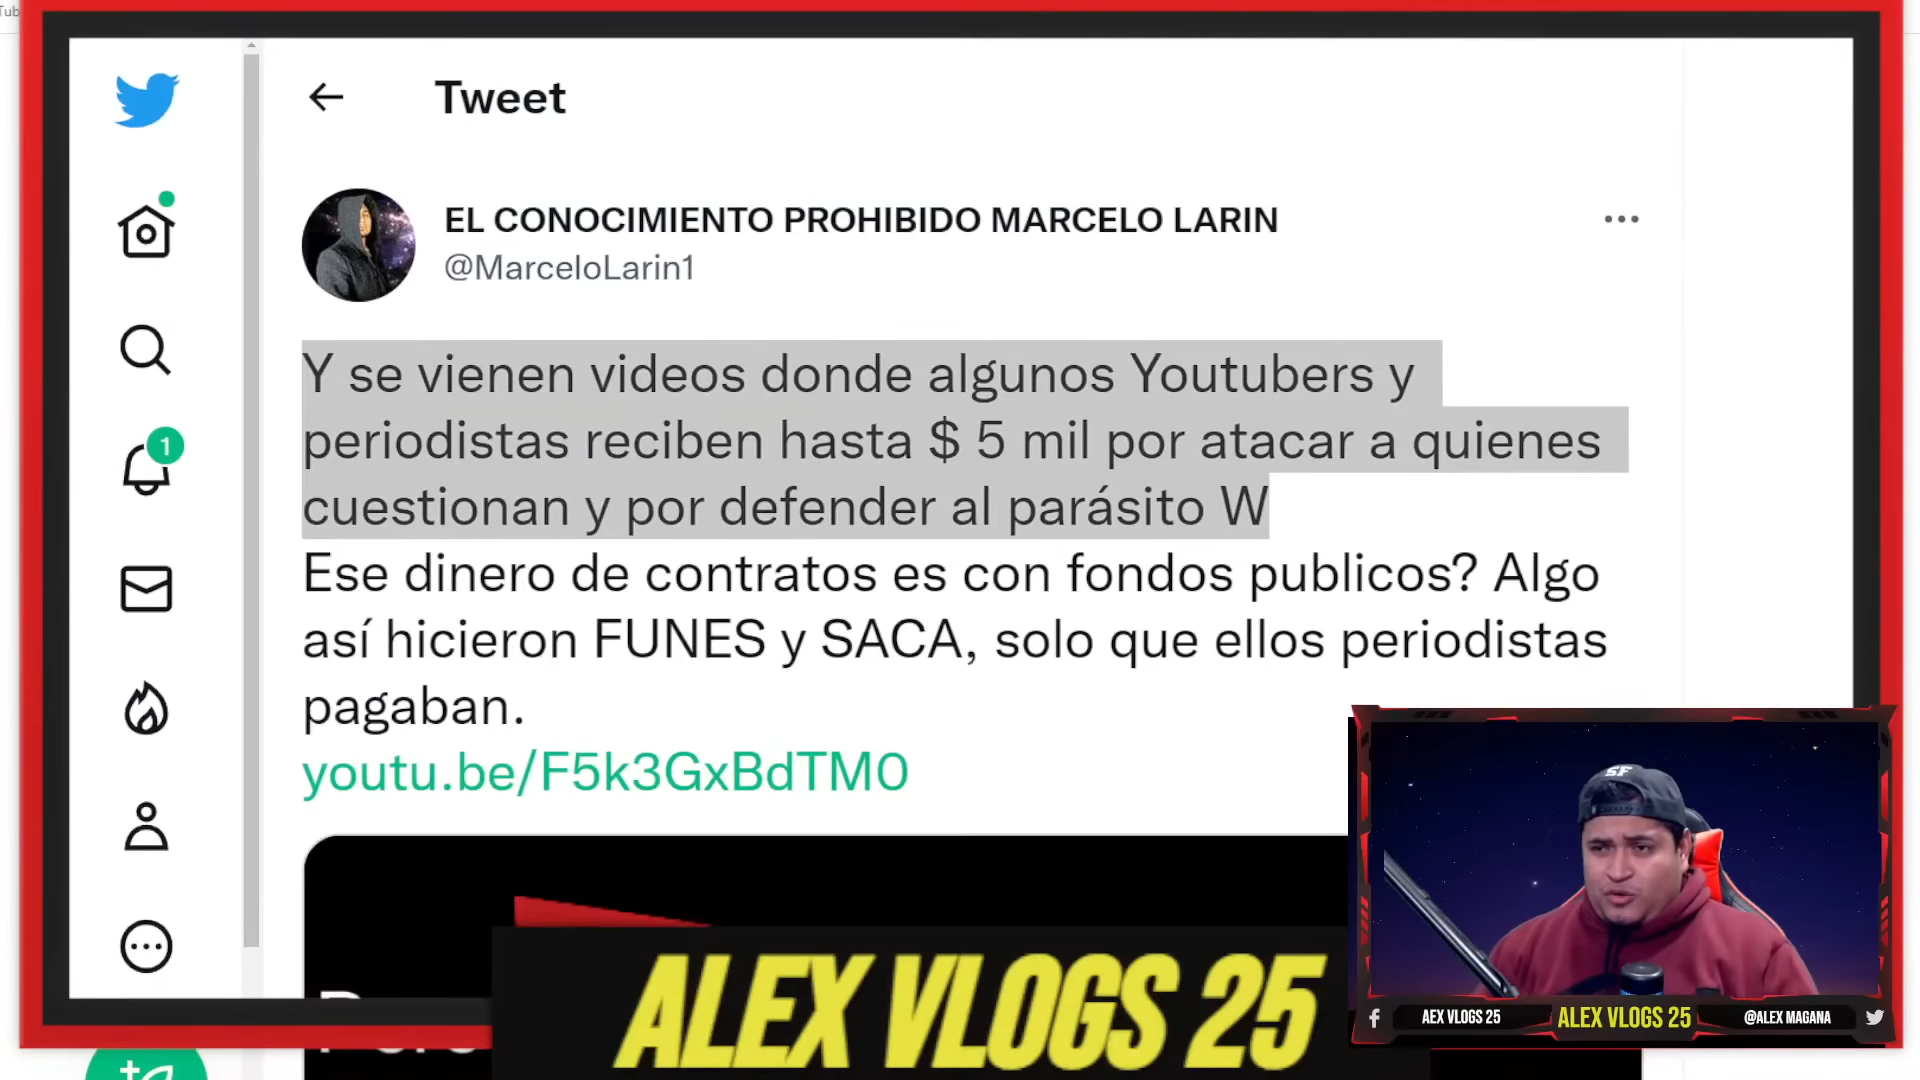 Tub
Tweet
EL CONOCIMIENTO PROHIBIDO MARCELO LARIN
@MarceloLarin1
1
Y se vienen videos donde algunos Youtubers y
periodistas reciben hasta $ 5 mil por atacar a quienes
cuestionan y por defender al parásito W
Ese dinero de contratos es con fondos publicos? Algo
así hicieron FUNES y SACA, solo que ellos periodistas
pagaban.
youtu.be/F5k3GxBdTM0
SF
ALEX VLOGS 25
AEX VLOGS 25
ALEX VLOGS 25
@ALEX MAGANA